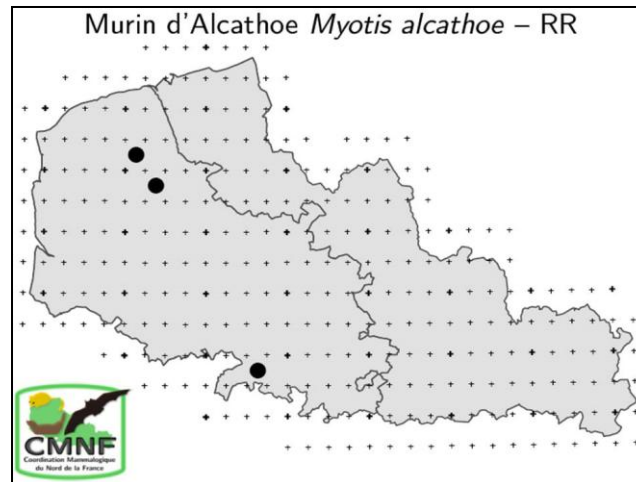 Murin d'Alcathoe Myotis alcathoe – RR
CMNF
Coordination Mammalogique
du Nord de la France